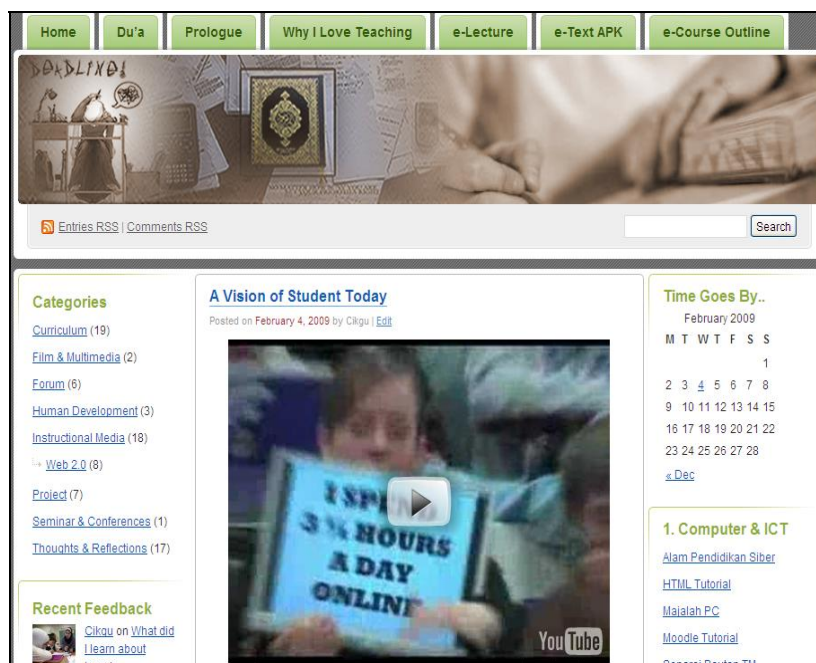 Home Du'a Prologue Why I Love Teaching e-Lecture e-Text APK e-Course Outline
DEADLINE!
Entries RSS | Comments RSS
Search
Categories
Curriculum (19)
Film & Multimedia (2)
Forum (6)
Human Development (3)
Instructional Media (18)
Web 2.0 (8)
Project (7)
Seminar & Conferences (1)
Thoughts & Reflections (17)
Recent Feedback
Cikgu on What did
I learn about
A Vision of Student Today
Posted on February 4, 2009 by Cikgu | Edit
I SPEND
3 ½ HOURS
A DAY
ONLINE
YouTube
Time Goes By..
February 2009
M T W T F S S
1
2 3 4 5 6 7 8
9 10 11 12 13 14 15
16 17 18 19 20 21 22
23 24 25 26 27 28
« Dec
1. Computer & ICT
Alam Pendidikan Siber
HTML Tutorial
Majalah PC
Moodle Tutorial